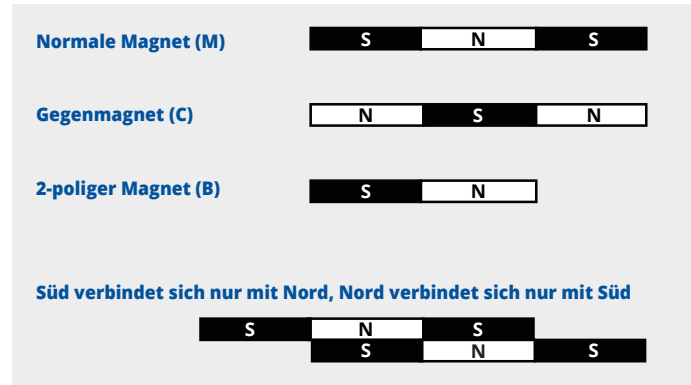 Normale Magnet (M) S N S
Gegenmagnet (C) N S N
2-poliger Magnet (B) S N
Süd verbindet sich nur mit Nord, Nord verbindet sich nur mit Süd
S N S
S N S